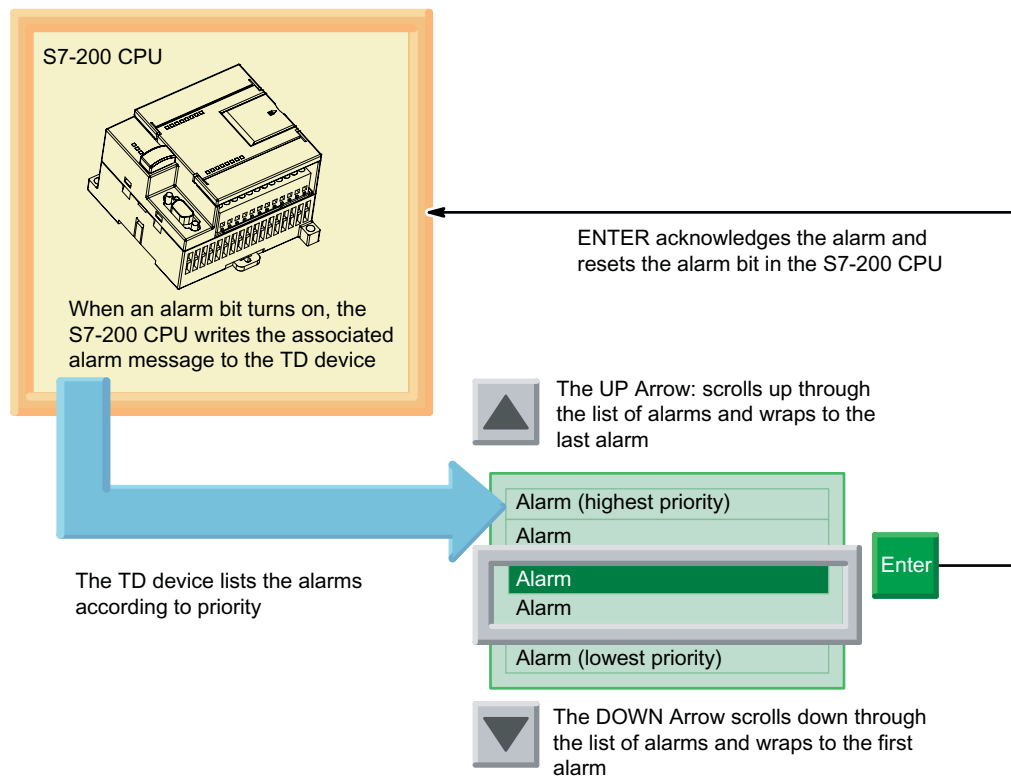 S7-200 CPU
When an alarm bit turns on, the
S7-200 CPU writes the associated
alarm message to the TD device
ENTER acknowledges the alarm and
resets the alarm bit in the S7-200 CPU
The UP Arrow: scrolls up through
the list of alarms and wraps to the
last alarm
Alarm (highest priority)
Alarm
Alarm
Alarm
Alarm (lowest priority)
Enter
The TD device lists the alarms
according to priority
The DOWN Arrow scrolls down through
the list of alarms and wraps to the first
alarm